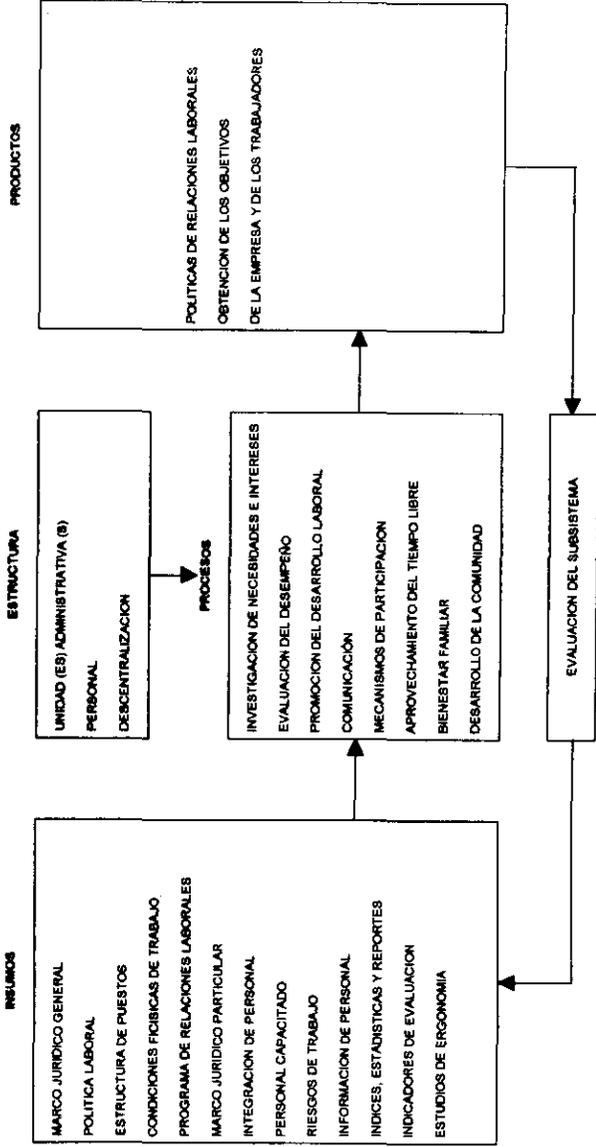 INSUMOS
MARCO JURIDICO GENERAL
POLITICA LABORAL
ESTRUCTURA DE PUESTOS
CONDICIONES FICISICAS DE TRABAJO
PROGRAMA DE RELACIONES LABORALES
MARCO JURIDICO PARTICULAR
INTEGRACION DE PERSONAL
PERSONAL CAPACITADO
RIESGOS DE TRABAJO
INFORMACION DE PERSONAL
INDICES, ESTADISTICAS Y REPORTES
INDICADORES DE EVALUACION
ESTUDIOS DE ERGONOMIA
ESTRUCTURA
UNIDAD (ES) ADMINISTRATIVA (S)
PERSONAL
DESCENTRALIZACION
PROCESOS
INVESTIGACION DE NECESIDADES E INTERESES
EVALUACION DEL DESEMPEÑO
PROMOCION DEL DESARROLLO LABORAL
COMUNICACIÓN
MECANISMOS DE PARTICIPACION
APROVECHAMIENTO DEL TIEMPO LIBRE
BIENESTAR FAMILIAR
DESARROLLO DE LA COMUNIDAD
PRODUCTOS
POLITICAS DE RELACIONES LABORALES
OBTENCION DE LOS OBJETIVOS
DE LA EMPRESA Y DE LOS TRABAJADORES
EVALUACION DEL SUBSISTEMA